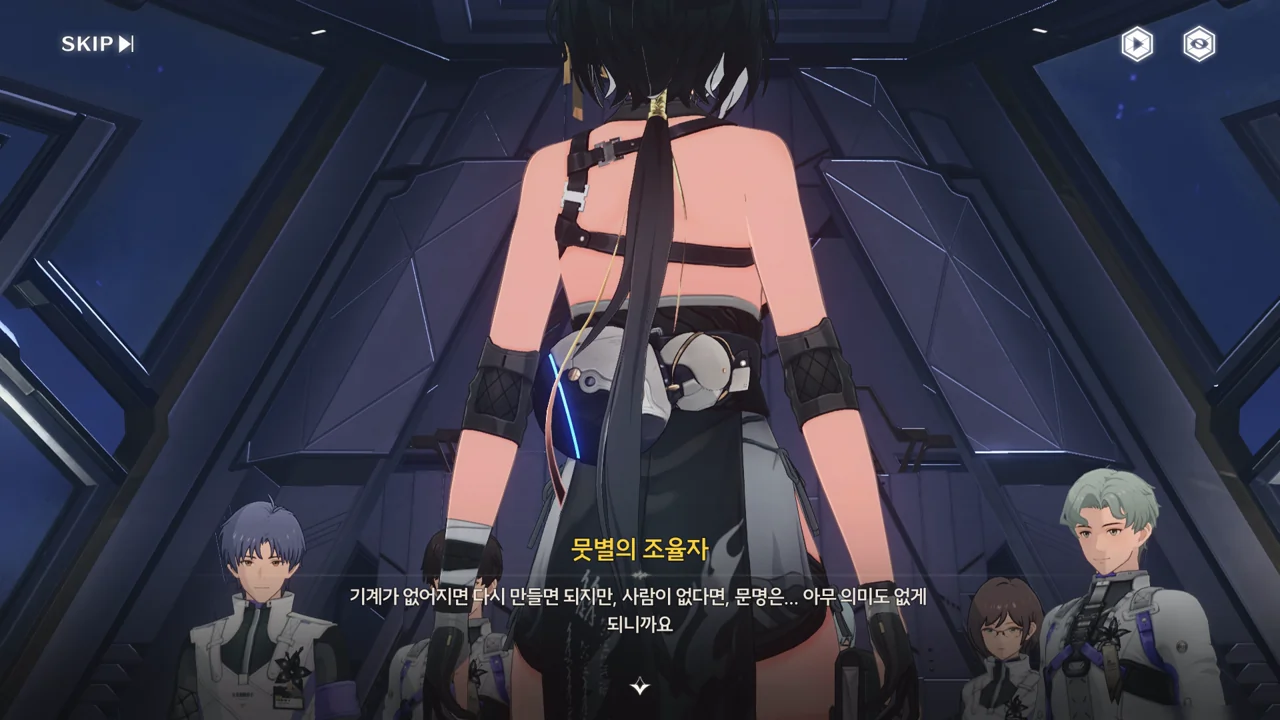 SKIP
뭇별의 조율자
기계가 없어지면 다시 만들면 되지만, 사람이 없다면, 문명은... 아무 의미도 없게
되니까요